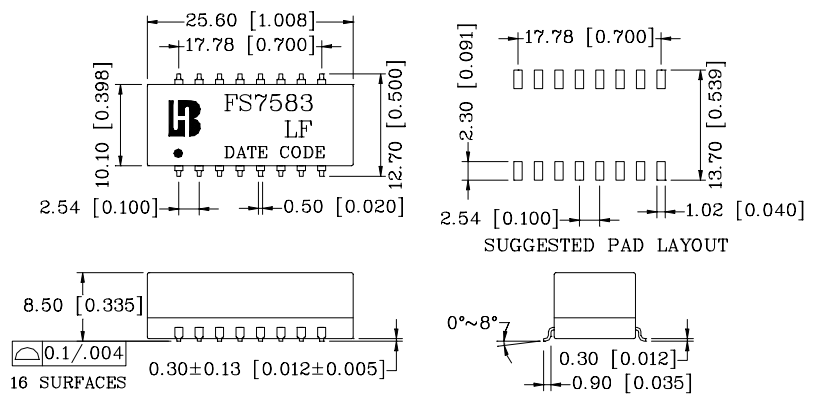 25.60 [1.008]
17.78 [0.700]
10.10 [0.398]
HB
FS7583
LF
DATE CODE
12.70 [0.500]
2.54 [0.100]
0.50 [0.020]
17.78 [0.700]
2.30 [0.091]
13.70 [0.539]
2.54 [0.100]
1.02 [0.040]
SUGGESTED PAD LAYOUT
8.50 [0.335]
0.1/.004
16 SURFACES
0.30±0.13 [0.012±0.005]
0°~8°
0.30 [0.012]
0.90 [0.035]